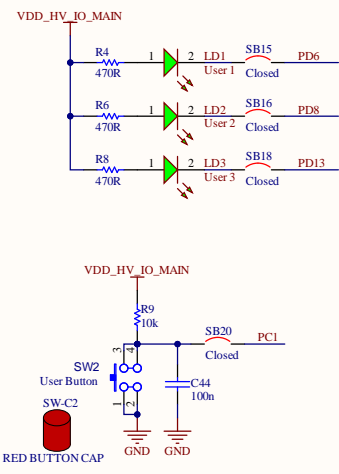 VDD_HV_IO_MAIN
R4 1 2 LD1 SB15 PD6
470R User 1 Closed
R6 1 2 LD2 SB16 PD8
470R User 2 Closed
R8 1 2 LD3 SB18 PD13
470R User 3 Closed
VDD_HV_IO_MAIN
R9
10k
SB20 PC1
Closed
3 4
SW2
User Button
C44
100n
1 2
SW-C2
RED BUTTON CAP
GND GND